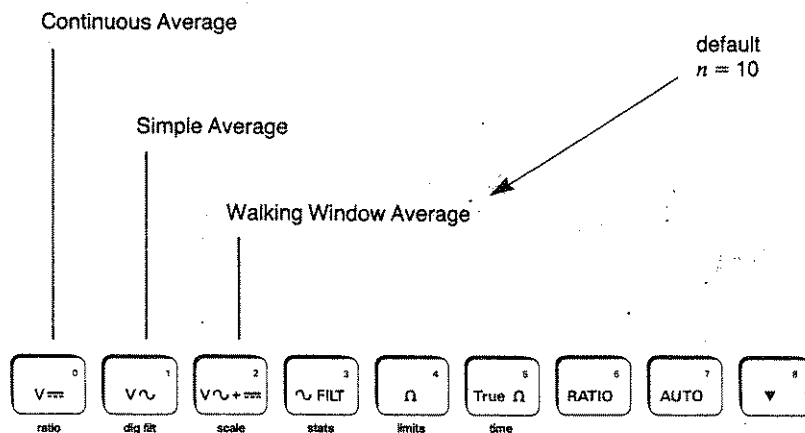 Continuous Average
default
n = 10
Simple Average
Walking Window Average
0 1 2 3 4 5 6 7 8
V⎓ V∿ V∿+⎓ ∿ FILT Ω True Ω RATIO AUTO ▼
ratio dig filt scale stats limits time